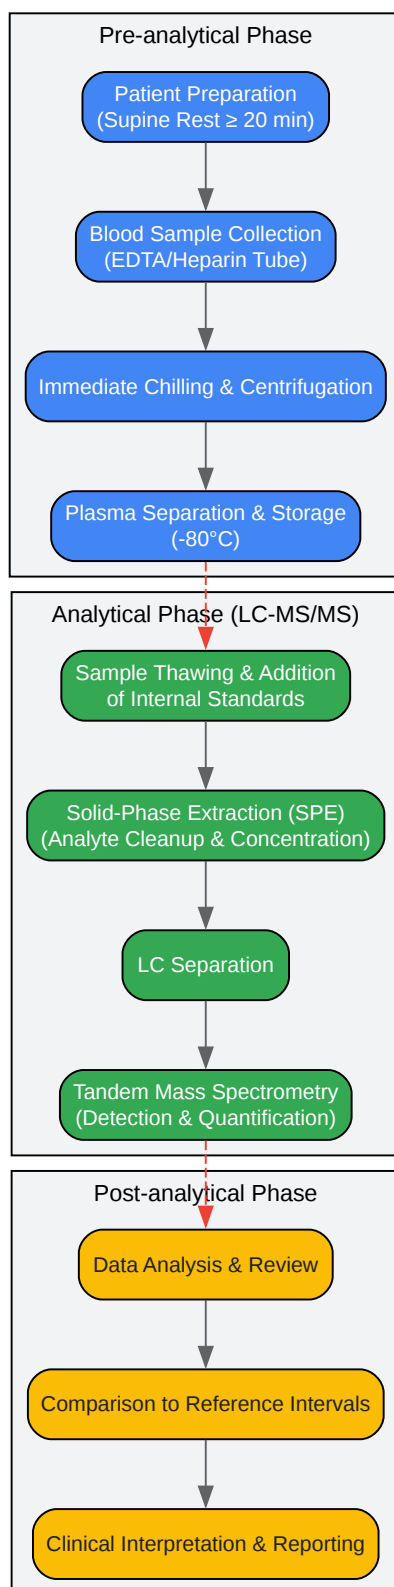 Pre-analytical Phase
Patient Preparation
(Supine Rest ≥ 20 min)
Blood Sample Collection
(EDTA/Heparin Tube)
Immediate Chilling & Centrifugation
Plasma Separation & Storage
(-80°C)
Analytical Phase (LC-MS/MS)
Sample Thawing & Addition
of Internal Standards
Solid-Phase Extraction (SPE)
(Analyte Cleanup & Concentration)
LC Separation
Tandem Mass Spectrometry
(Detection & Quantification)
Post-analytical Phase
Data Analysis & Review
Comparison to Reference Intervals
Clinical Interpretation & Reporting